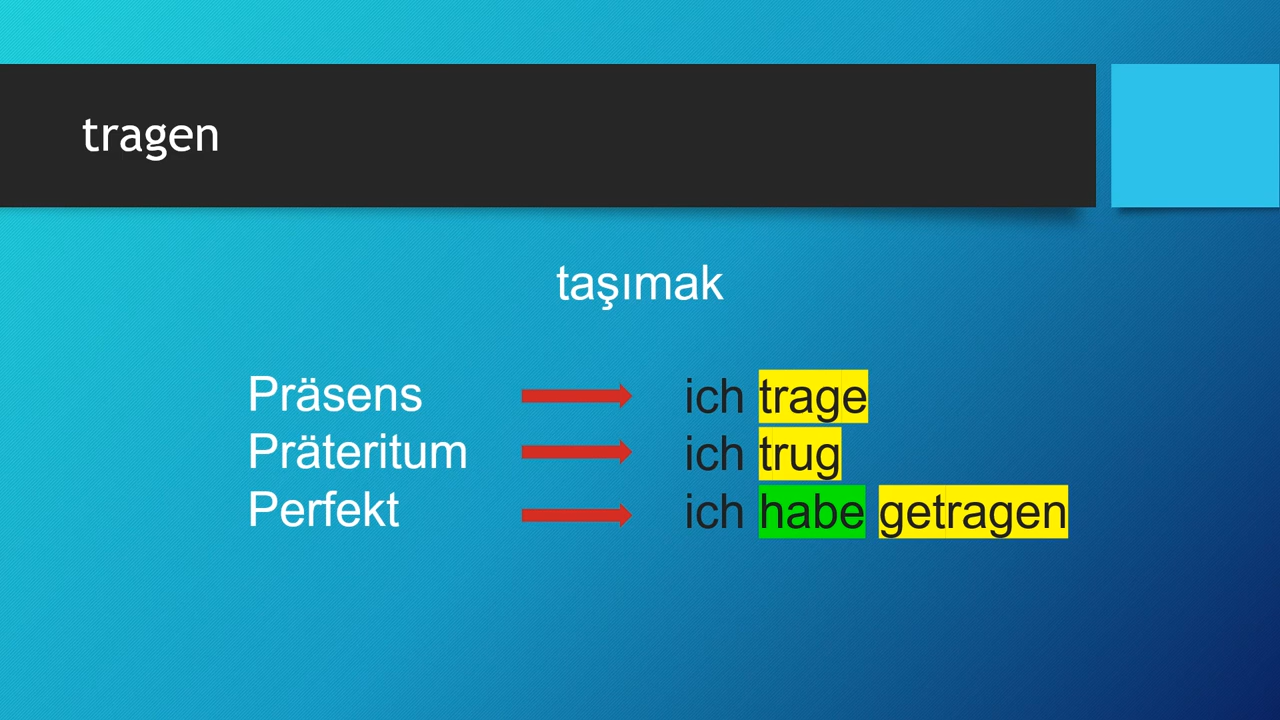 tragen
taşımak
Präsens ich trage
Präteritum ich trug
Perfekt ich habe getragen